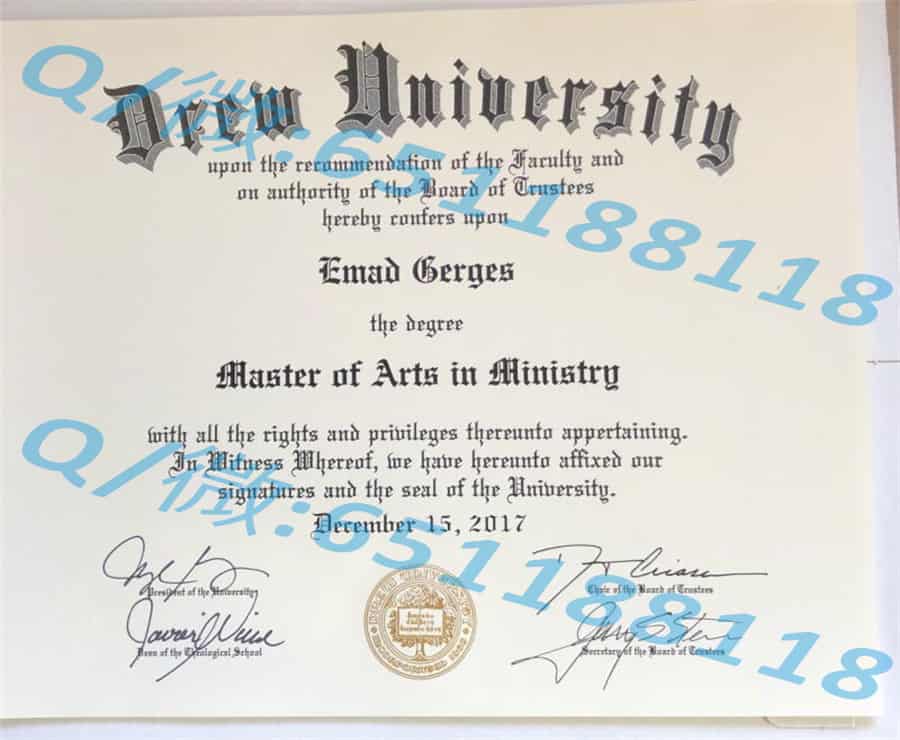 Drew University
upon the recommendation of the Faculty and
on authority of the Board of Trustees
hereby confers upon
Emad Gerges
the degree
Master of Arts in Ministry
with all the rights and privileges thereunto appertaining.
In Witness Whereof, we have hereunto affixed our
signatures and the seal of the University.
December 15, 2017
President of the University
Chair of the Board of Trustees
Dean of the Theological School
Secretary of the Board of Trustees
Q/微:651188118
Q/微:651188118